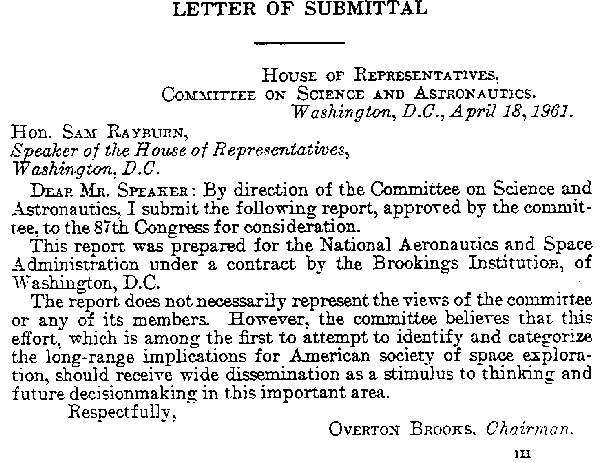 LETTER OF SUBMITTAL
HOUSE OF REPRESENTATIVES,
COMMITTEE ON SCIENCE AND ASTRONAUTICS.
Washington, D.C., April 18, 1961.
HON. SAM RAYBURN,
Speaker of the House of Representatives,
Washington, D.C.
DEAR MR. SPEAKER: By direction of the Committee on Science and
Astronautics, I submit the following report, approved by the commit-
tee, to the 87th Congress for consideration.
This report was prepared for the National Aeronautics and Space
Administration under a contract by the Brookings Institution, of
Washington, D.C.
The report does not necessarily represent the views of the committee
or any of its members. However, the committee believes that this
effort, which is among the first to attempt to identify and categorize
the long-range implications for American society of space explora-
tion, should receive wide dissemination as a stimulus to thinking and
future decisionmaking in this important area.
Respectfully,
OVERTON BROOKS, Chairman.
III